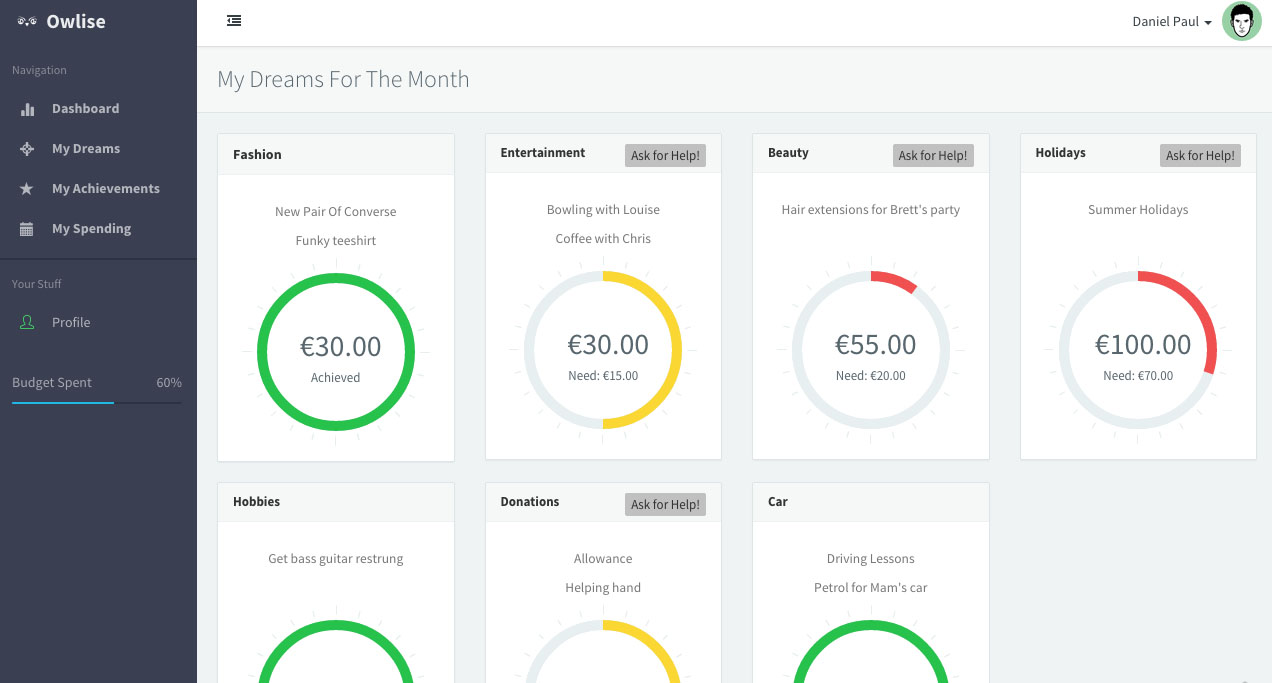 Owlise
Daniel Paul
Navigation
Dashboard
My Dreams
My Achievements
My Spending
Your Stuff
Profile
Budget Spent 60%
My Dreams For The Month
Fashion
New Pair Of Converse
Funky teeshirt
€30.00
Achieved
Entertainment Ask for Help!
Bowling with Louise
Coffee with Chris
€30.00
Need: €15.00
Beauty Ask for Help!
Hair extensions for Brett's party
€55.00
Need: €20.00
Holidays Ask for Help!
Summer Holidays
€100.00
Need: €70.00
Hobbies
Get bass guitar restrung
Donations Ask for Help!
Allowance
Helping hand
Car
Driving Lessons
Petrol for Mam's car